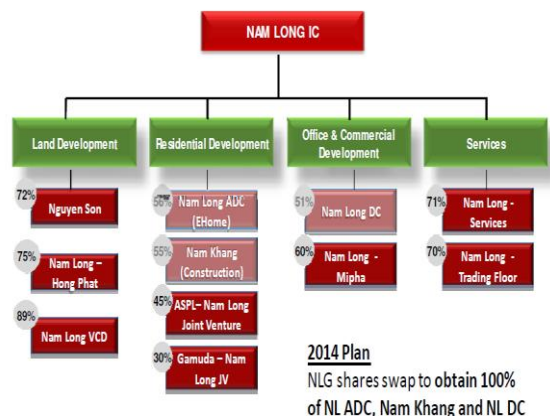 NAM LONG IC
Land Development
Residential Development
Office & Commercial
Development
Services
72%
Nguyen Son
75%
Nam Long –
Hong Phat
89%
Nam Long VCD
Nam Long ADC
(EHome)
55%
Nam Khang
(Construction)
45%
ASPL– Nam Long
Joint Venture
30%
Gamuda – Nam
Long JV
51%
Nam Long DC
60%
Nam Long -
Mipha
71%
Nam Long -
Services
70%
Nam Long -
Trading Floor
2014 Plan
NLG shares swap to obtain 100%
of NL ADC, Nam Khang and NL DC